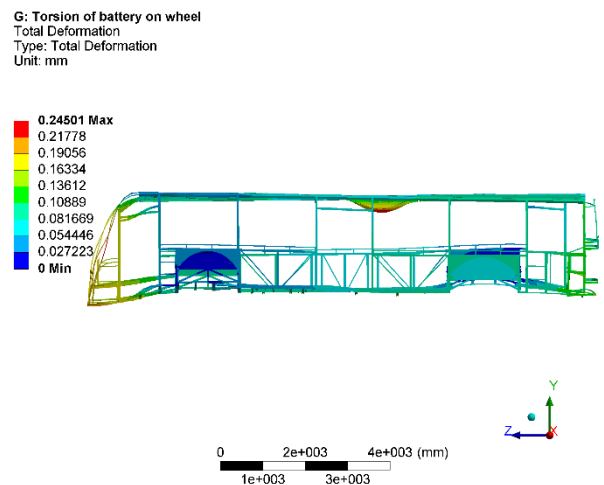 G: Torsion of battery on wheel
Total Deformation
Type: Total Deformation
Unit: mm
0.24501 Max
0.21778
0.19056
0.16334
0.13612
0.10889
0.081669
0.054446
0.027223
0 Min
Y
Z
X
0 2e+003 4e+003 (mm)
1e+003 3e+003